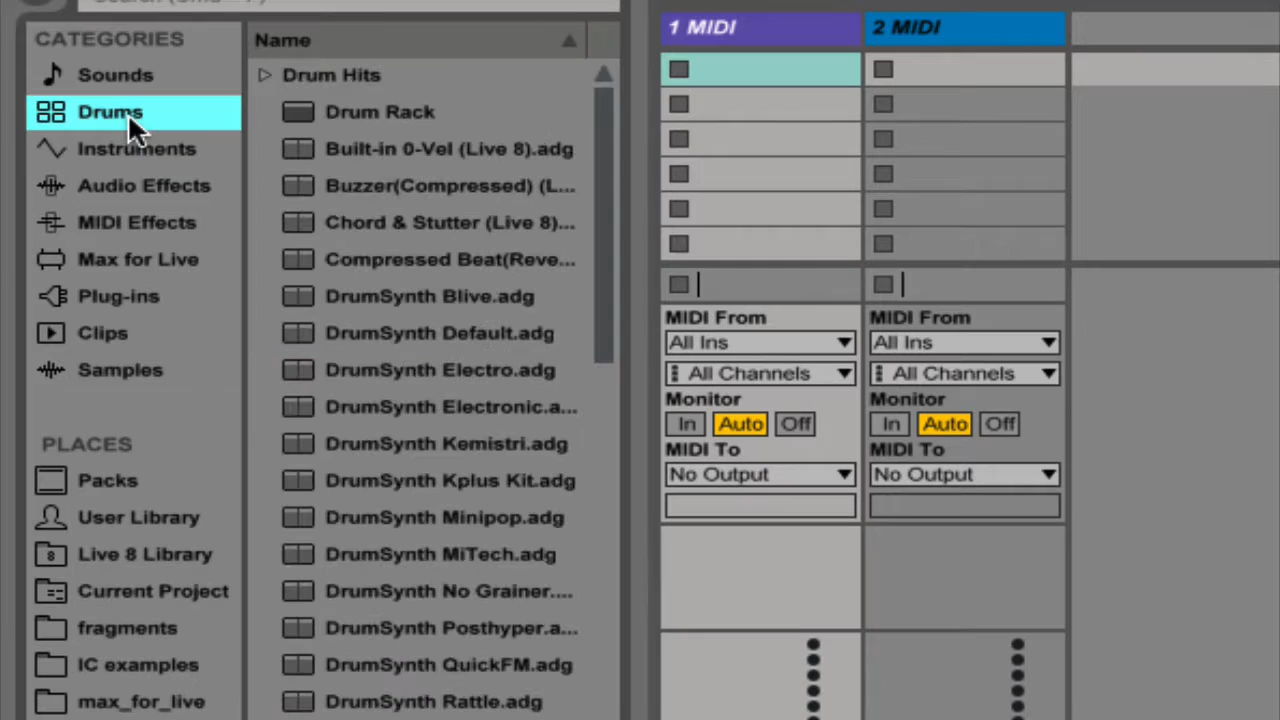 CATEGORIES
Sounds
Drums
Instruments
Audio Effects
MIDI Effects
Max for Live
Plug-ins
Clips
Samples
PLACES
Packs
User Library
Live 8 Library
Current Project
fragments
IC examples
max_for_live
Name
Drum Hits
Drum Rack
Built-in 0-Vel (Live 8).adg
Buzzer(Compressed) (L...
Chord & Stutter (Live 8)...
Compressed Beat(Reve...
DrumSynth Blive.adg
DrumSynth Default.adg
DrumSynth Electro.adg
DrumSynth Electronic.a...
DrumSynth Kemistri.adg
DrumSynth Kplus Kit.adg
DrumSynth Minipop.adg
DrumSynth MiTech.adg
DrumSynth No Grainer....
DrumSynth Posthyper.a...
DrumSynth QuickFM.adg
DrumSynth Rattle.adg
1 MIDI
MIDI From
All Ins
All Channels
Monitor
In Auto Off
MIDI To
No Output
2 MIDI
MIDI From
All Ins
All Channels
Monitor
In Auto Off
MIDI To
No Output